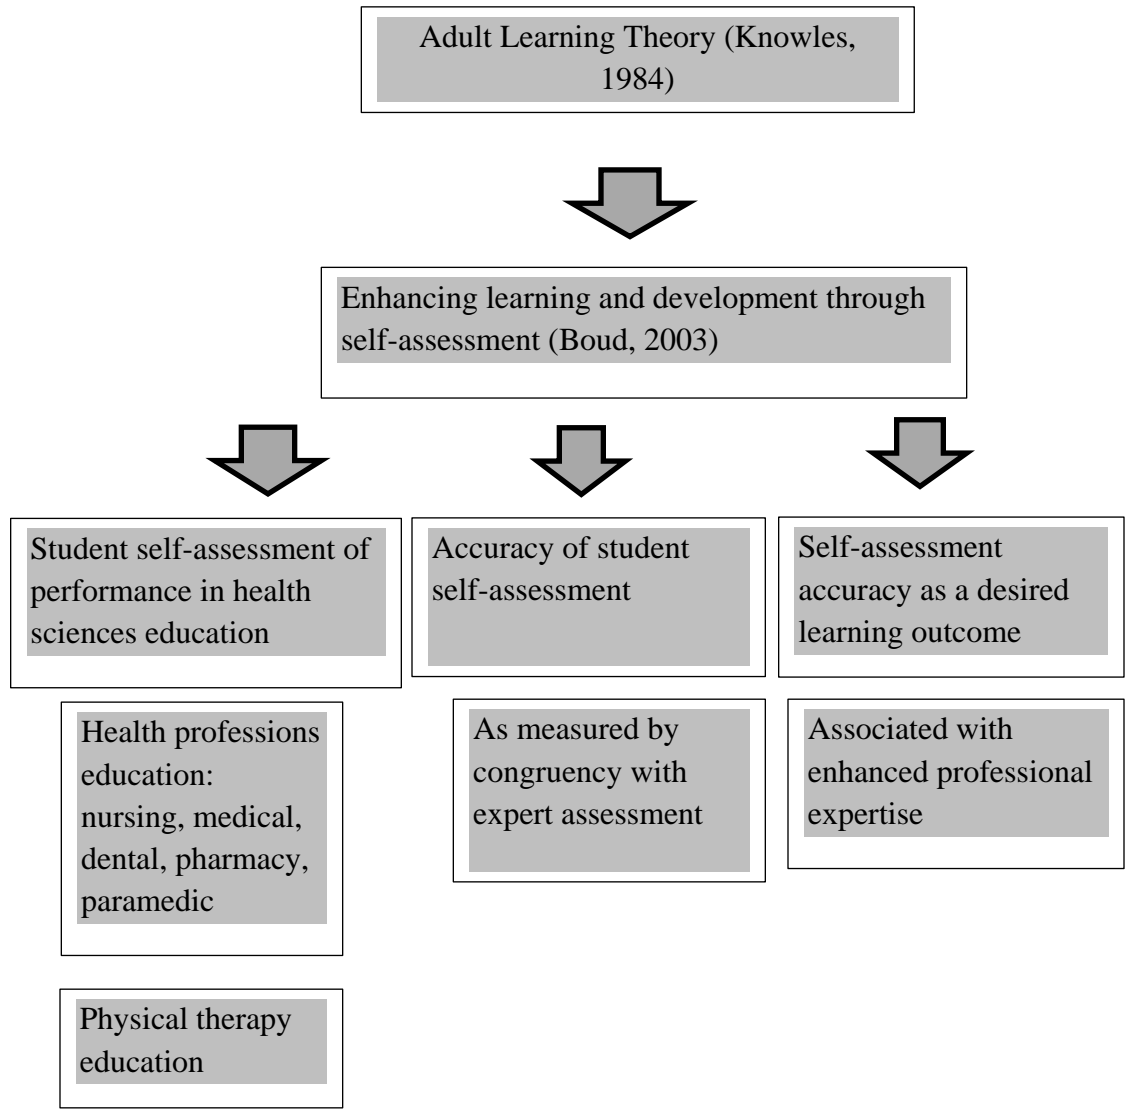 Adult Learning Theory (Knowles,
1984)
Enhancing learning and development through
self-assessment (Boud, 2003)
Student self-assessment of
performance in health
sciences education
Accuracy of student
self-assessment
Self-assessment
accuracy as a desired
learning outcome
Health professions
education:
nursing, medical,
dental, pharmacy,
paramedic
As measured by
congruency with
expert assessment
Associated with
enhanced professional
expertise
Physical therapy
education